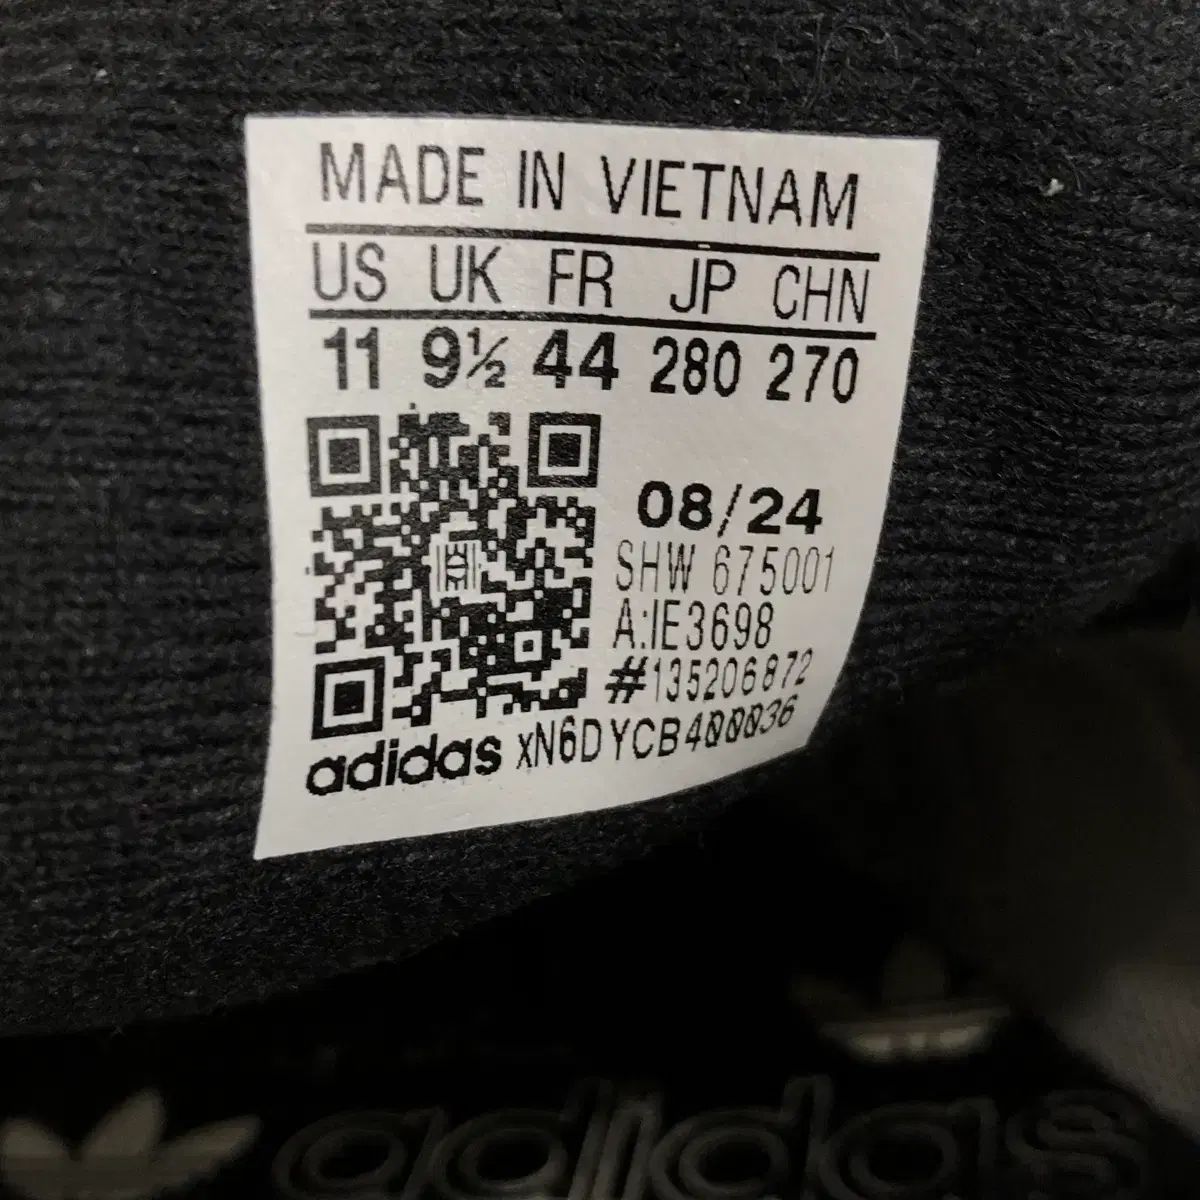 MADE IN VIETNAM
US UK FR JP CHN
11 9½ 44 280 270
08/24
SHW 675001
A:IE3698
#135206872
adidas xN6DYCB400036
adidas